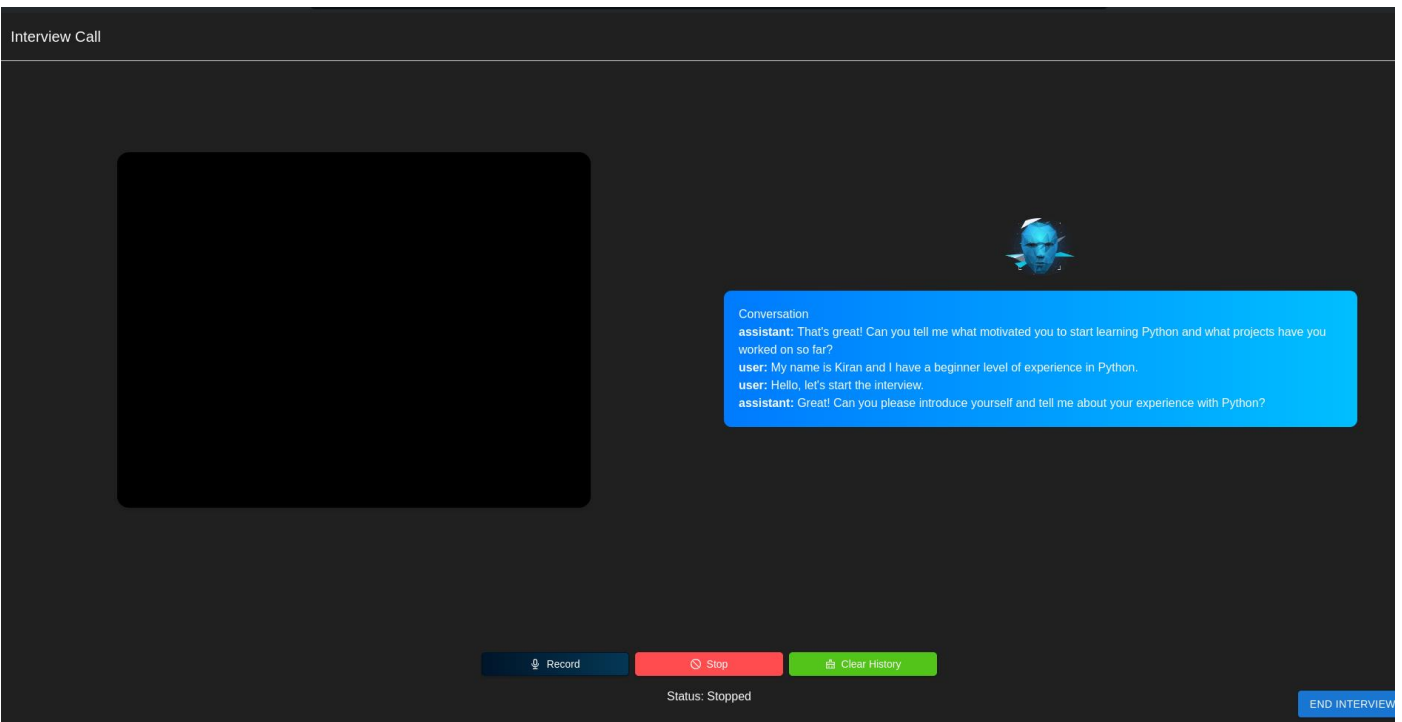 Interview Call
Conversation
assistant: That's great! Can you tell me what motivated you to start learning Python and what projects have you
worked on so far?
user: My name is Kiran and I have a beginner level of experience in Python.
user: Hello, let's start the interview.
assistant: Great! Can you please introduce yourself and tell me about your experience with Python?
Record
Stop
Clear History
Status: Stopped
END INTERVIEW